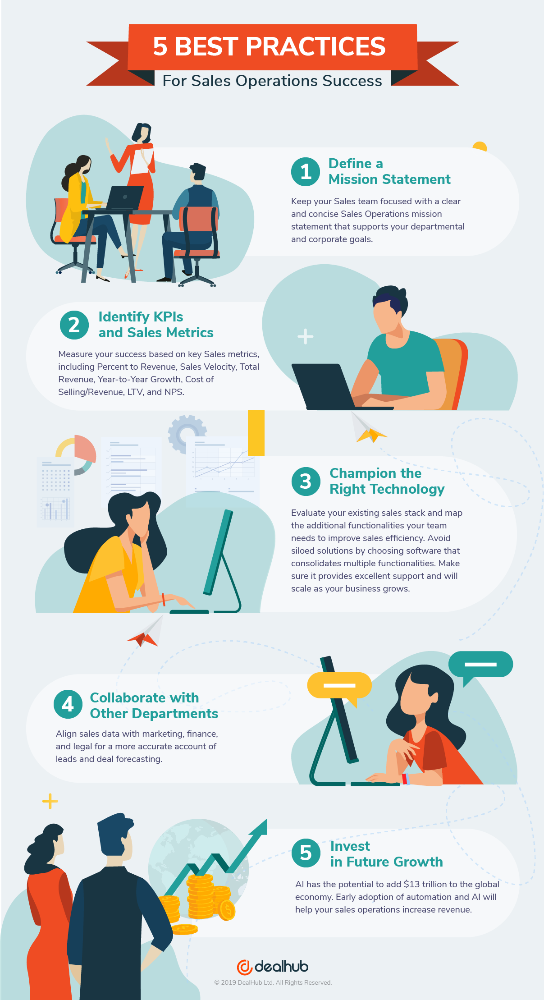 5 BEST PRACTICES
For Sales Operations Success
1
Define a
Mission Statement
Keep your Sales team focused with a clear
and concise Sales Operations mission
statement that supports your departmental
and corporate goals.
2
Identify KPIs
and Sales Metrics
Measure your success based on key Sales metrics,
including Percent to Revenue, Sales Velocity, Total
Revenue, Year-to-Year Growth, Cost of
Selling/Revenue, LTV, and NPS.
3
Champion the
Right Technology
Evaluate your existing sales stack and map
the additional functionalities your team
needs to improve sales efficiency. Avoid
siloed solutions by choosing software that
consolidates multiple functionalities. Make
sure it provides excellent support and will
scale as your business grows.
4
Collaborate with
Other Departments
Align sales data with marketing, finance,
and legal for a more accurate account of
leads and deal forecasting.
5
Invest
in Future Growth
AI has the potential to add $13 trillion to the global
economy. Early adoption of automation and AI will
help your sales operations increase revenue.
dealhub
© 2019 DealHub Ltd. All Rights Reserved.